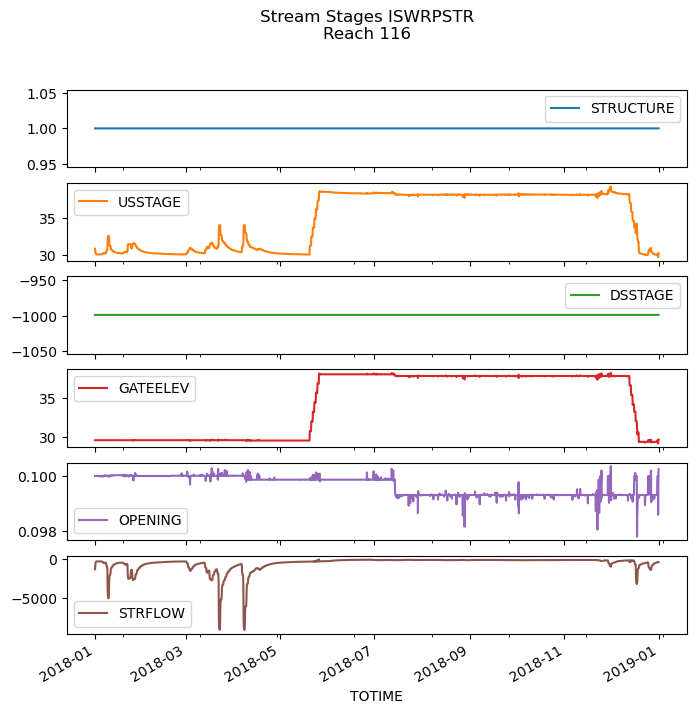 Stream Stages ISWRPSTR
Reach 116
1.05
1.00
0.95
STRUCTURE
35
30
USSTAGE
−950
−1000
−1050
DSSTAGE
35
30
GATEELEV
0.100
0.098
OPENING
0
−5000
STRFLOW
2018-01
2018-03
2018-05
2018-07
2018-09
2018-11
2019-01
TOTIME